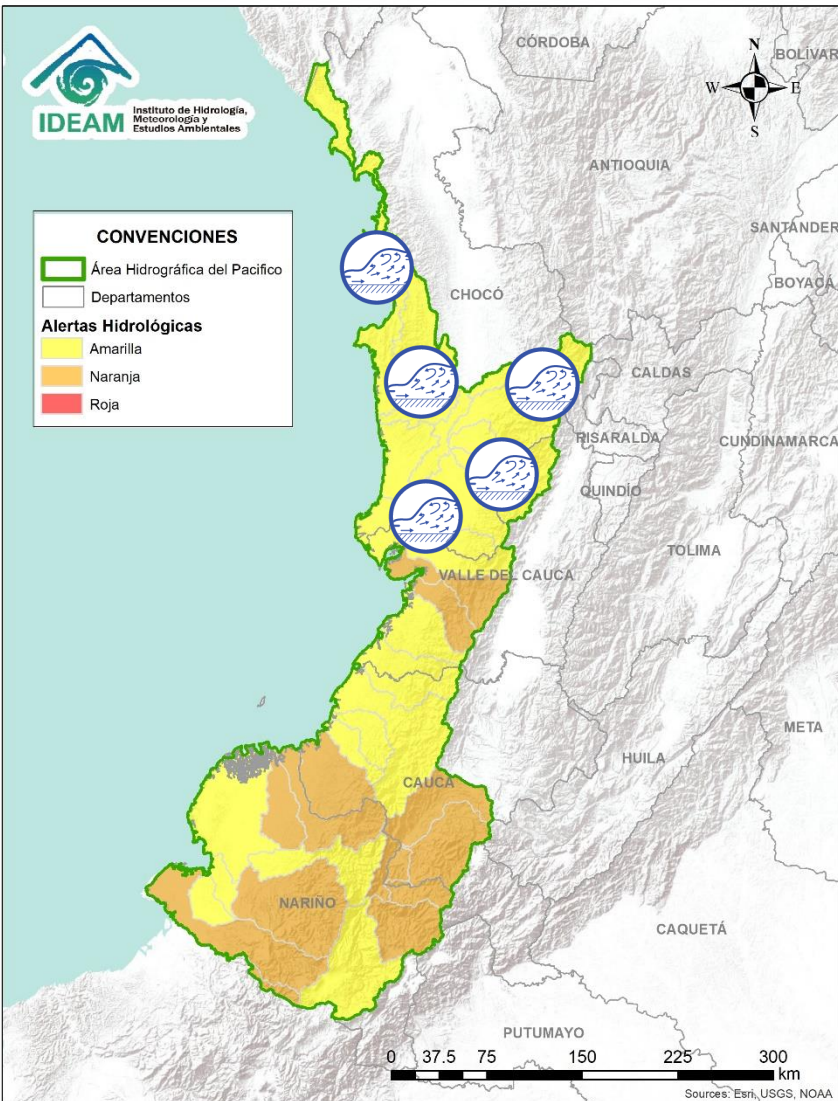 IDEAM
Instituto de Hidrología,
Meteorología y
Estudios Ambientales
CÓRDOBA
BOLÍVAR
N
W
E
S
ANTIOQUIA
SANTANDER
BOYACÁ
CONVENCIONES
Área Hidrográfica del Pacifico
Departamentos
Alertas Hidrológicas
Amarilla
Naranja
Roja
CHOCÓ
CALDAS
RISARALDA
CUNDINAMARCA
QUINDÍO
TOLIMA
VALLE DEL CAUCA
META
HUILA
CAUCA
NARIÑO
CAQUETÁ
PUTUMAYO
0 37.5 75 150 225 300
km
Sources: Esri, USGS, NOAA